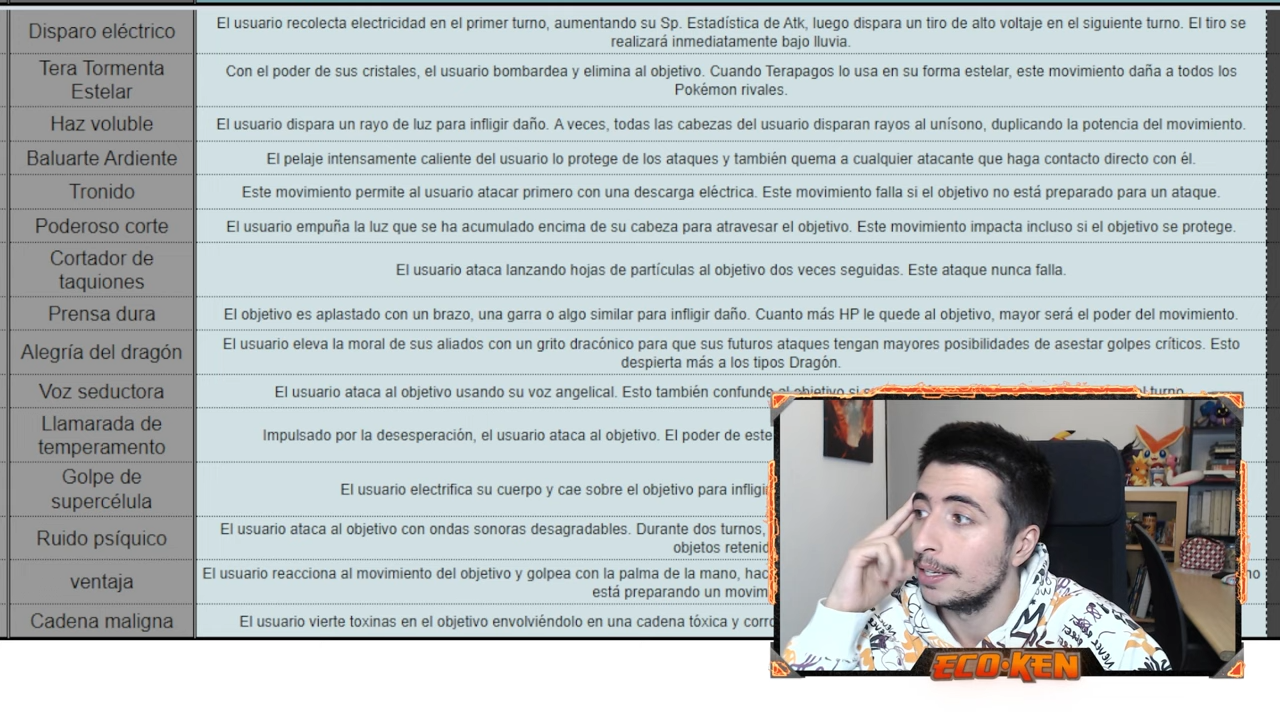 Disparo eléctrico
El usuario recolecta electricidad en el primer turno, aumentando su Sp. Estadística de Atk, luego dispara un tiro de alto voltaje en el siguiente turno. El tiro se
realizará inmediatamente bajo lluvia.
Tera Tormenta
Estelar
Con el poder de sus cristales, el usuario bombardea y elimina al objetivo. Cuando Terapagos lo usa en su forma estelar, este movimiento daña a todos los
Pokémon rivales.
Haz voluble
El usuario dispara un rayo de luz para infligir daño. A veces, todas las cabezas del usuario disparan rayos al unísono, duplicando la potencia del movimiento.
Baluarte Ardiente
El pelaje intensamente caliente del usuario lo protege de los ataques y también quema a cualquier atacante que haga contacto directo con él.
Tronido
Este movimiento permite al usuario atacar primero con una descarga eléctrica. Este movimiento falla si el objetivo no está preparado para un ataque.
Poderoso corte
El usuario empuña la luz que se ha acumulado encima de su cabeza para atravesar el objetivo. Este movimiento impacta incluso si el objetivo se protege.
Cortador de
taquiones
El usuario ataca lanzando hojas de partículas al objetivo dos veces seguidas. Este ataque nunca falla.
Prensa dura
El objetivo es aplastado con un brazo, una garra o algo similar para infligir daño. Cuanto más HP le quede al objetivo, mayor será el poder del movimiento.
Alegría del dragón
El usuario eleva la moral de sus aliados con un grito dracónico para que sus futuros ataques tengan mayores posibilidades de asestar golpes críticos. Esto
despierta más a los tipos Dragón.
Voz seductora
El usuario ataca al objetivo usando su voz angelical. Esto también confunde al objetivo si turno.
Llamarada de
temperamento
Impulsado por la desesperación, el usuario ataca al objetivo. El poder de este
Golpe de
supercélula
El usuario electrifica su cuerpo y cae sobre el objetivo para
Ruido psíquico
El usuario ataca al objetivo con ondas sonoras desagradables. Durante dos turnos,
objetos
ventaja
El usuario reacciona al movimiento del objetivo y golpea con la palma de la mano,
está preparando un
Cadena maligna
El usuario vierte toxinas en el objetivo envolviéndolo en una cadena tóxica y
ECO·KEN